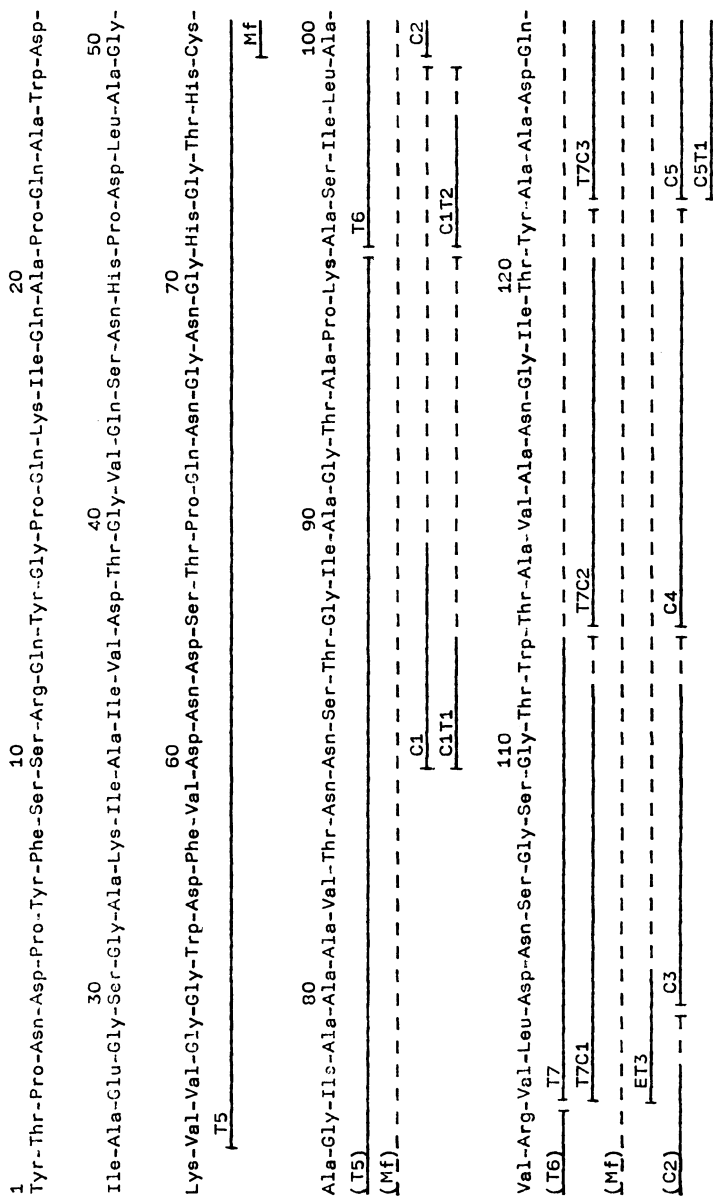 1 10 20
Tyr-Thr-Pro-Asn-Asp-Pro-Tyr-Phe-Ser-Ser-Arg-Gln-Tyr-Gly-Pro-Gln-Lys-Ile-Gln-Ala-Pro-Gln-Ala-Trp-Asp-
30 40 50
Ile-Ala-Glu-Gly-Ser-Gly-Ala-Lys-Ile-Ala-Ile-Val-Asp-Thr-Gly-Val-Gln-Ser-Asn-His-Pro-Asp-Leu-Ala-Gly-
60 70
Lys-Val-Val-Gly-Gly-Trp-Asp-Phe-Val-Asp-Asn-Asp-Ser-Thr-Pro-Gln-Asn-Gly-Asn-Gly-His-Gly-Thr-His-Cys-
T5
Mf
80 90 100
Ala-Gly-Ile-Ala-Ala-Ala-Val-Thr-Asn-Asn-Ser-Thr-Gly-Ile-Ala-Gly-Thr-Ala-Pro-Lys-Ala-Ser-Ile-Leu-Ala-
(T5) T6
(Mf)
C1 C2
C1T1 C1T2
110 120
Val-Arg-Val-Leu-Asp-Asn-Ser-Gly-Ser-Gly-Thr-Trp-Thr-Ala-Val-Ala-Asn-Gly-Ile-Thr-Tyr-Ala-Ala-Asp-Gln-
(T6) T7
T7C1 T7C2 T7C3
(Mf)
ET3
(C2) C3 C4 C5
C5T1